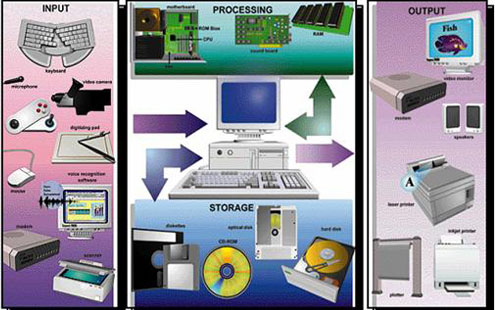 INPUT
keyboard
microphone
video camera
digitizing pad
mouse
voice recognition
software
modem
scanner
PROCESSING
motherboard
ROM Bios
CPU
sound board
RAM
STORAGE
diskettes
optical disk
CD-ROM
hard disk
OUTPUT
Fish
video monitor
modem
speakers
A
laser printer
inkjet printer
plotter